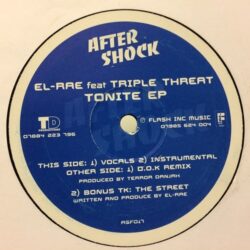 AFTER
SHOCK
EL-RAE feat TRIPLE THREAT
TONITE EP
TD
07884 223 796
℗ FLASH INC MUSIC
07985 624 004
THIS SIDE: 1) VOCALS 2) INSTRUMENTAL
OTHER SIDE: 1) D.O.K REMIX
PRODUCED BY TERROR DANJAH
2) BONUS TK: THE STREET
WRITTEN AND PRODUCED BY EL-RAE
ASF017